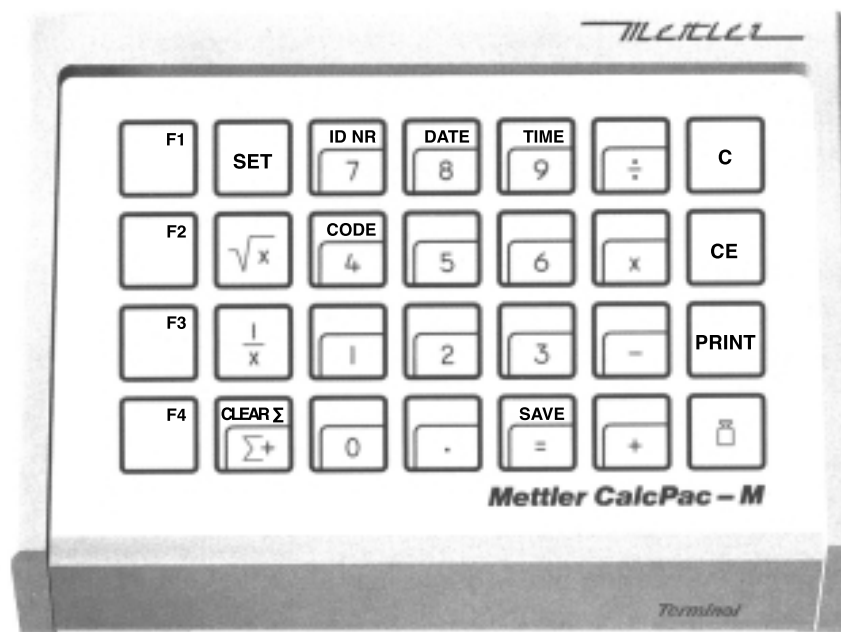 Mettler
F1 SET ID NR 7 DATE 8 TIME 9 ÷ C
F2 √x CODE 4 5 6 x CE
F3 1/x 1 2 3 − PRINT
F4 CLEAR Σ Σ+ 0 . SAVE = +
Mettler CalcPac – M
Terminal